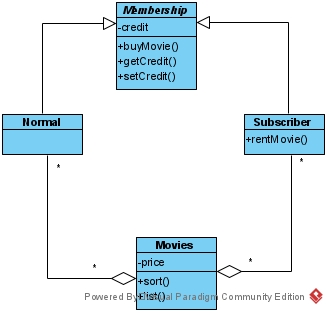 Membership
-credit
+buyMovie()
+getCredit()
+setCredit()
Normal
Subscriber
+rentMovie()
*
*
*
*
Movies
-price
+sort()
+list()
Powered By Visual Paradigm Community Edition